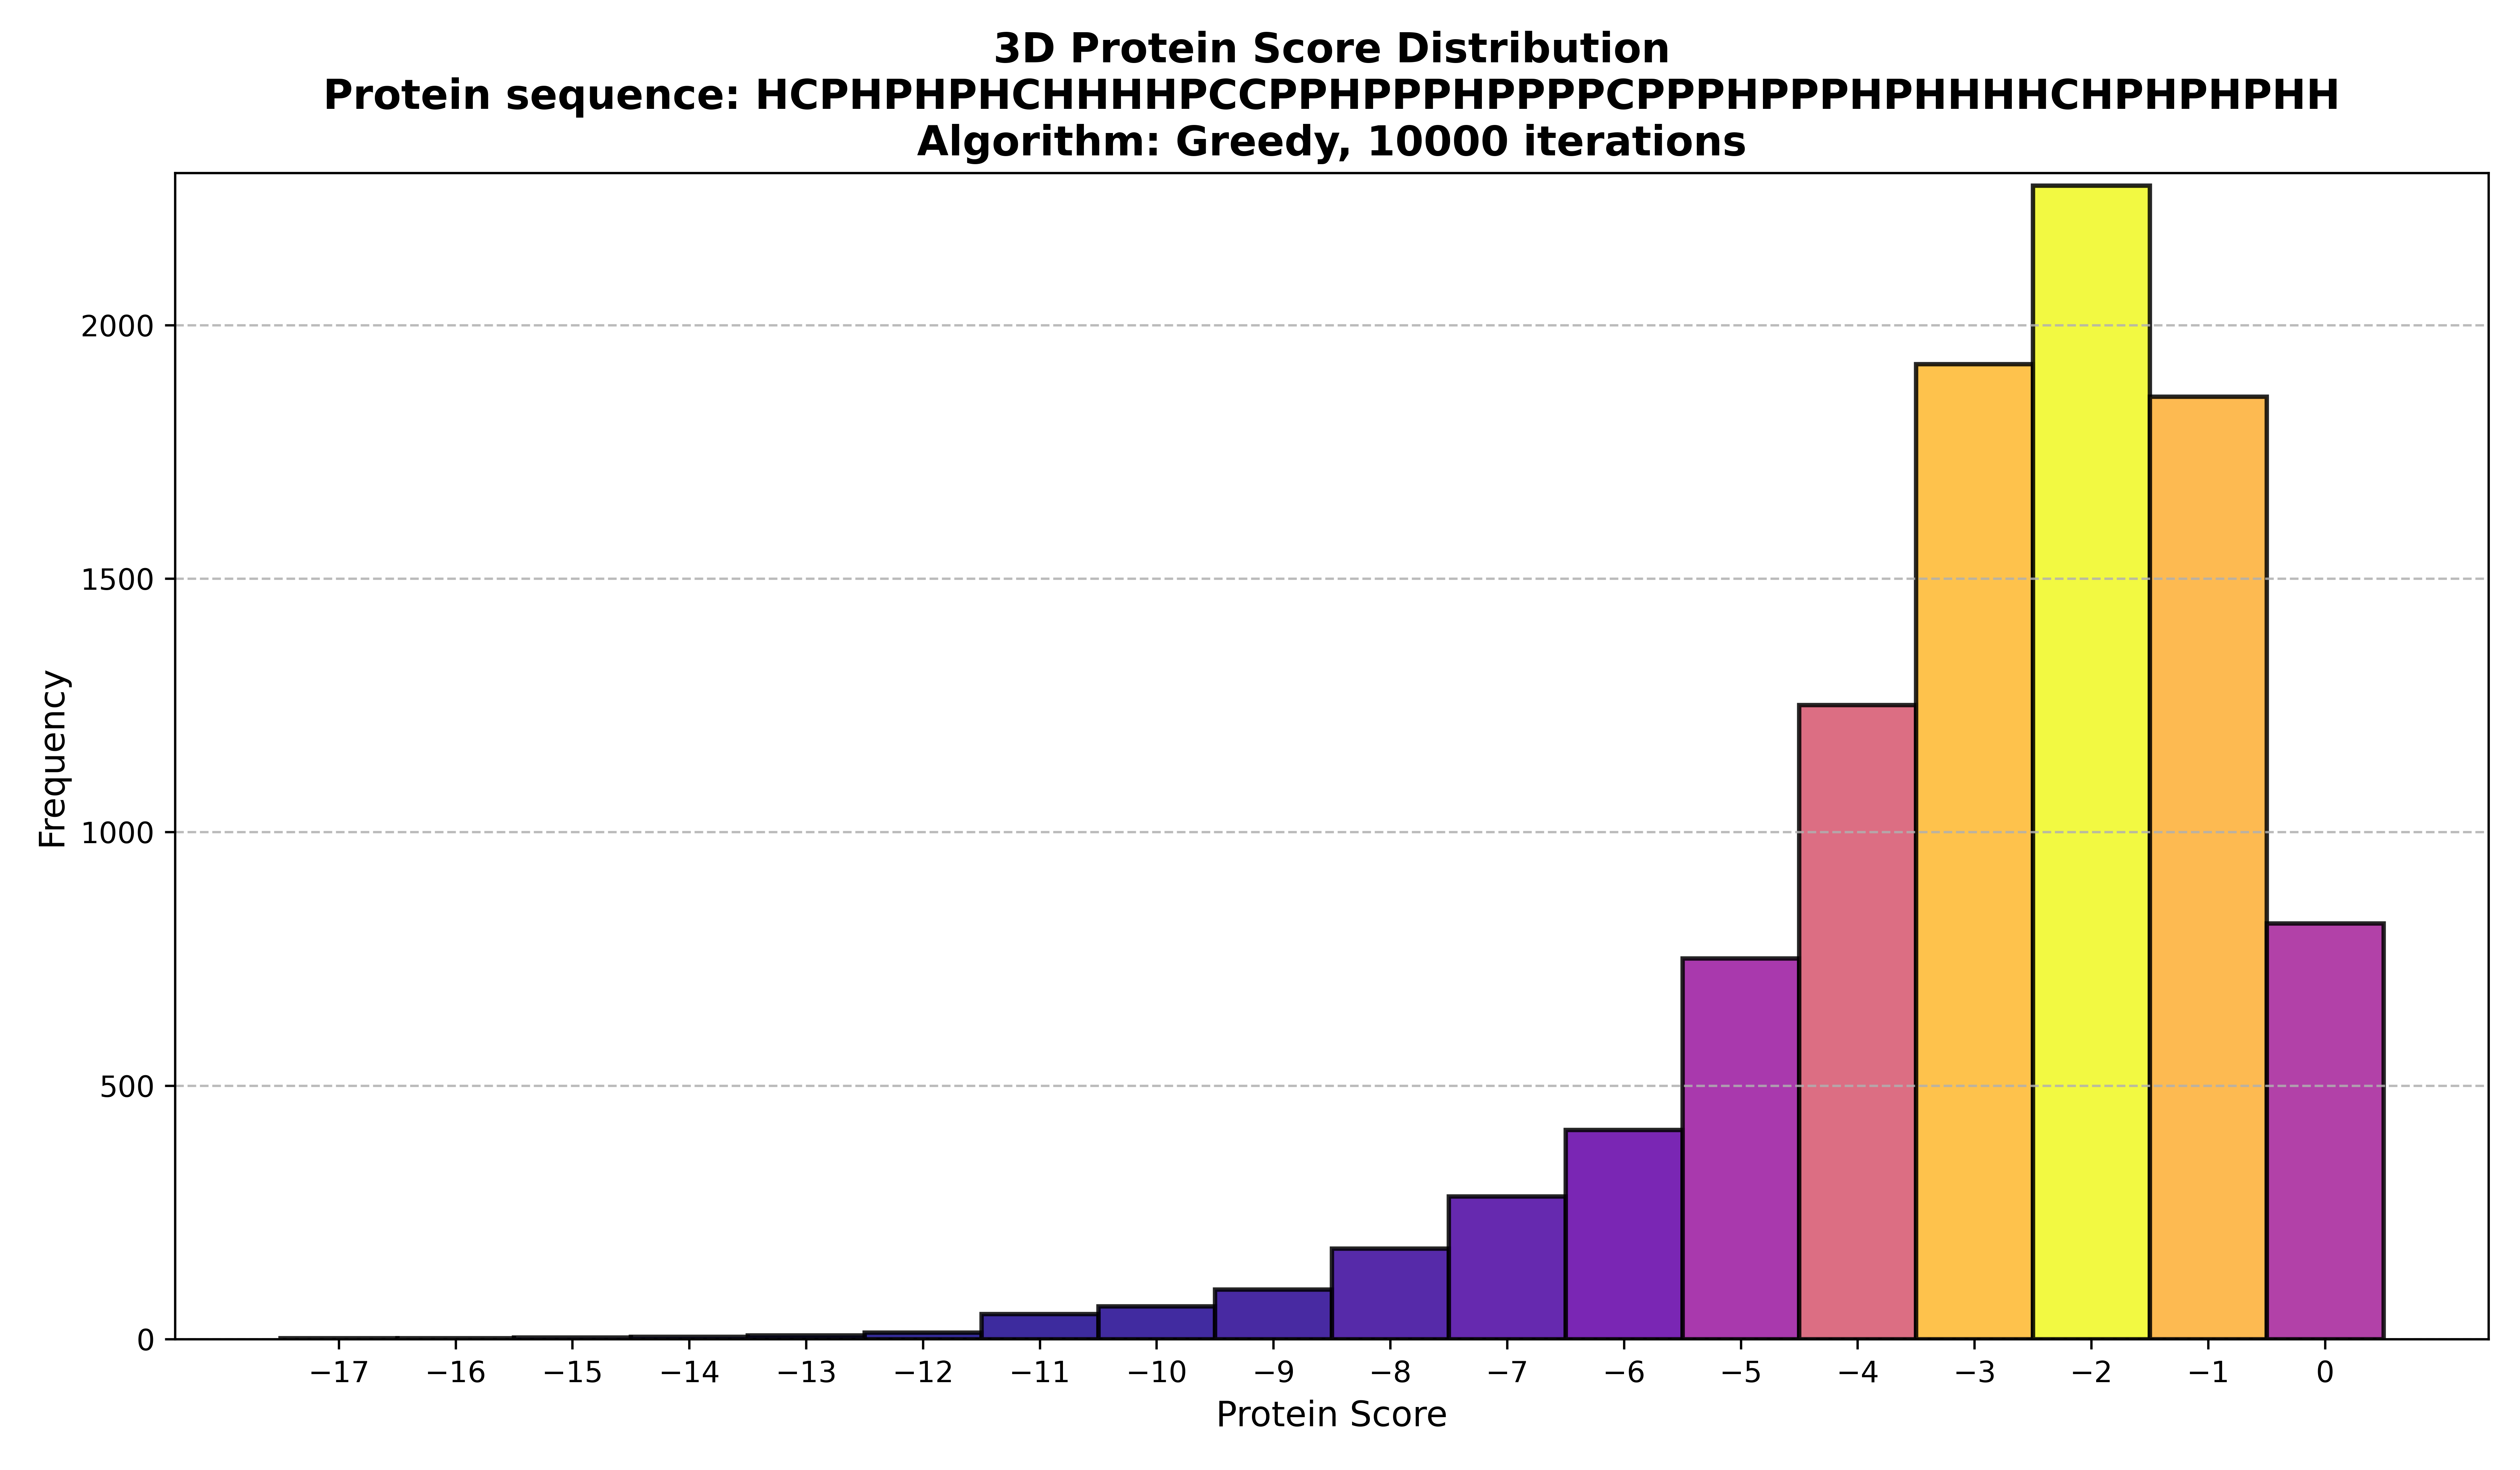 3D Protein Score Distribution
Protein sequence: HCPHPHPHCHHHHPCCPPHPPPHPPPPCPPPHPPPHPHHHHCHPHPHPHH
Algorithm: Greedy, 10000 iterations
2000
1500
1000
500
0
Frequency
−17 −16 −15 −14 −13 −12 −11 −10 −9 −8 −7 −6 −5 −4 −3 −2 −1 0
Protein Score